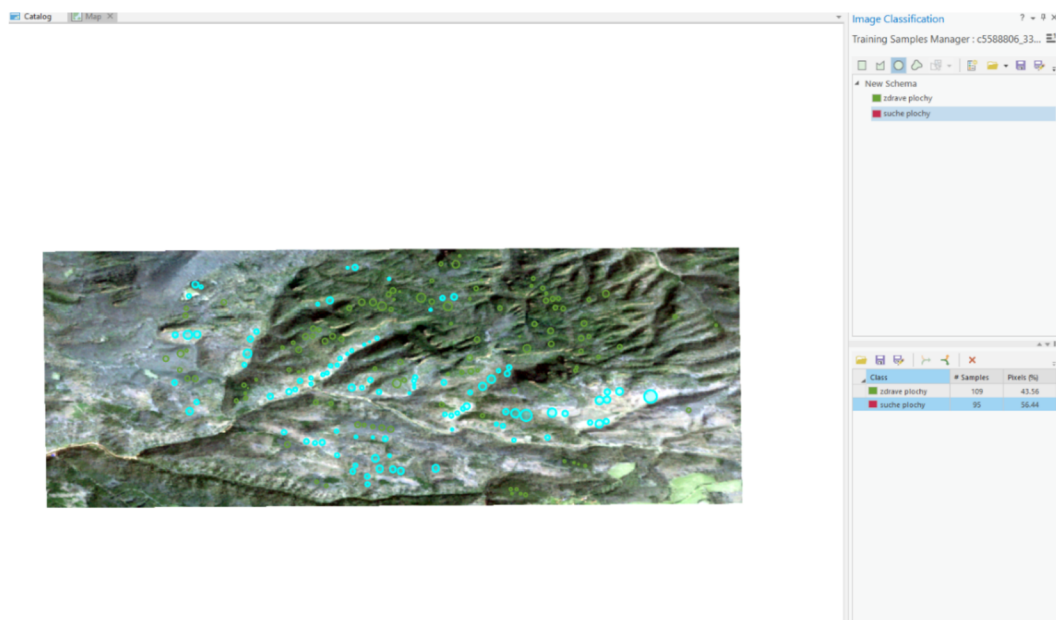 Catalog Map
Image Classification
Training Samples Manager : c5588806_33...
New Schema
zdrave plochy
suche plochy
Class # Samples Pixels (%)
zdrave plochy 109 43.56
suche plochy 95 56.44